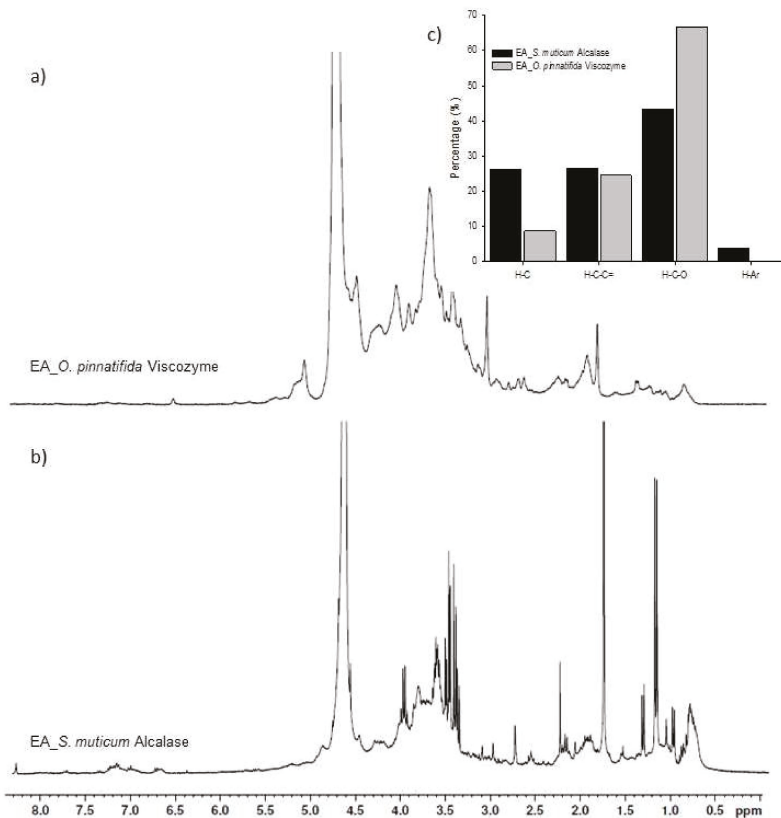 a)
EA_O. pinnatifida Viscozyme
c)
EA_S. muticum Alcalase
EA_O. pinnatifida Viscozyme
Percentage (%)
70
60
50
40
30
20
10
0
H-C H-C-C= H-C-O H-Ar
b)
EA_S. muticum Alcalase
8.0 7.5 7.0 6.5 6.0 5.5 5.0 4.5 4.0 3.5 3.0 2.5 2.0 1.5 1.0 0.5 ppm